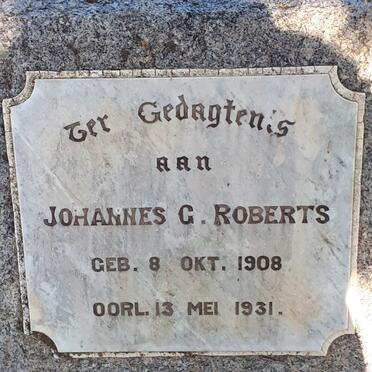 Ter Gedagtenis
aan
JOHANNES G. ROBERTS
GEB. 8 OKT. 1908
OORL. 13 MEI 1931.